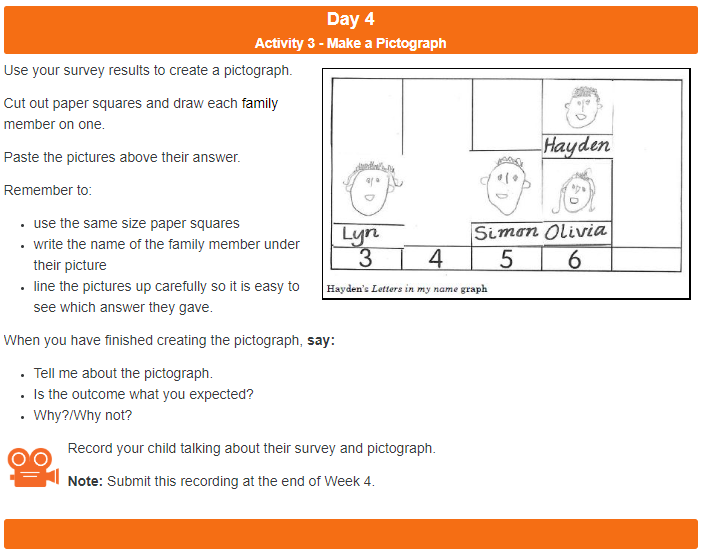 Day 4
Activity 3 - Make a Pictograph
Use your survey results to create a pictograph.
Cut out paper squares and draw each family
member on one.
Paste the pictures above their answer.
Remember to:
use the same size paper squares
write the name of the family member under
their picture
line the pictures up carefully so it is easy to
see which answer they gave.
Hayden
Lyn
Simon Olivia
3 4 5 6
Hayden's Letters in my name graph
When you have finished creating the pictograph, say:
Tell me about the pictograph.
Is the outcome what you expected?
Why?/Why not?
Record your child talking about their survey and pictograph.
Note: Submit this recording at the end of Week 4.